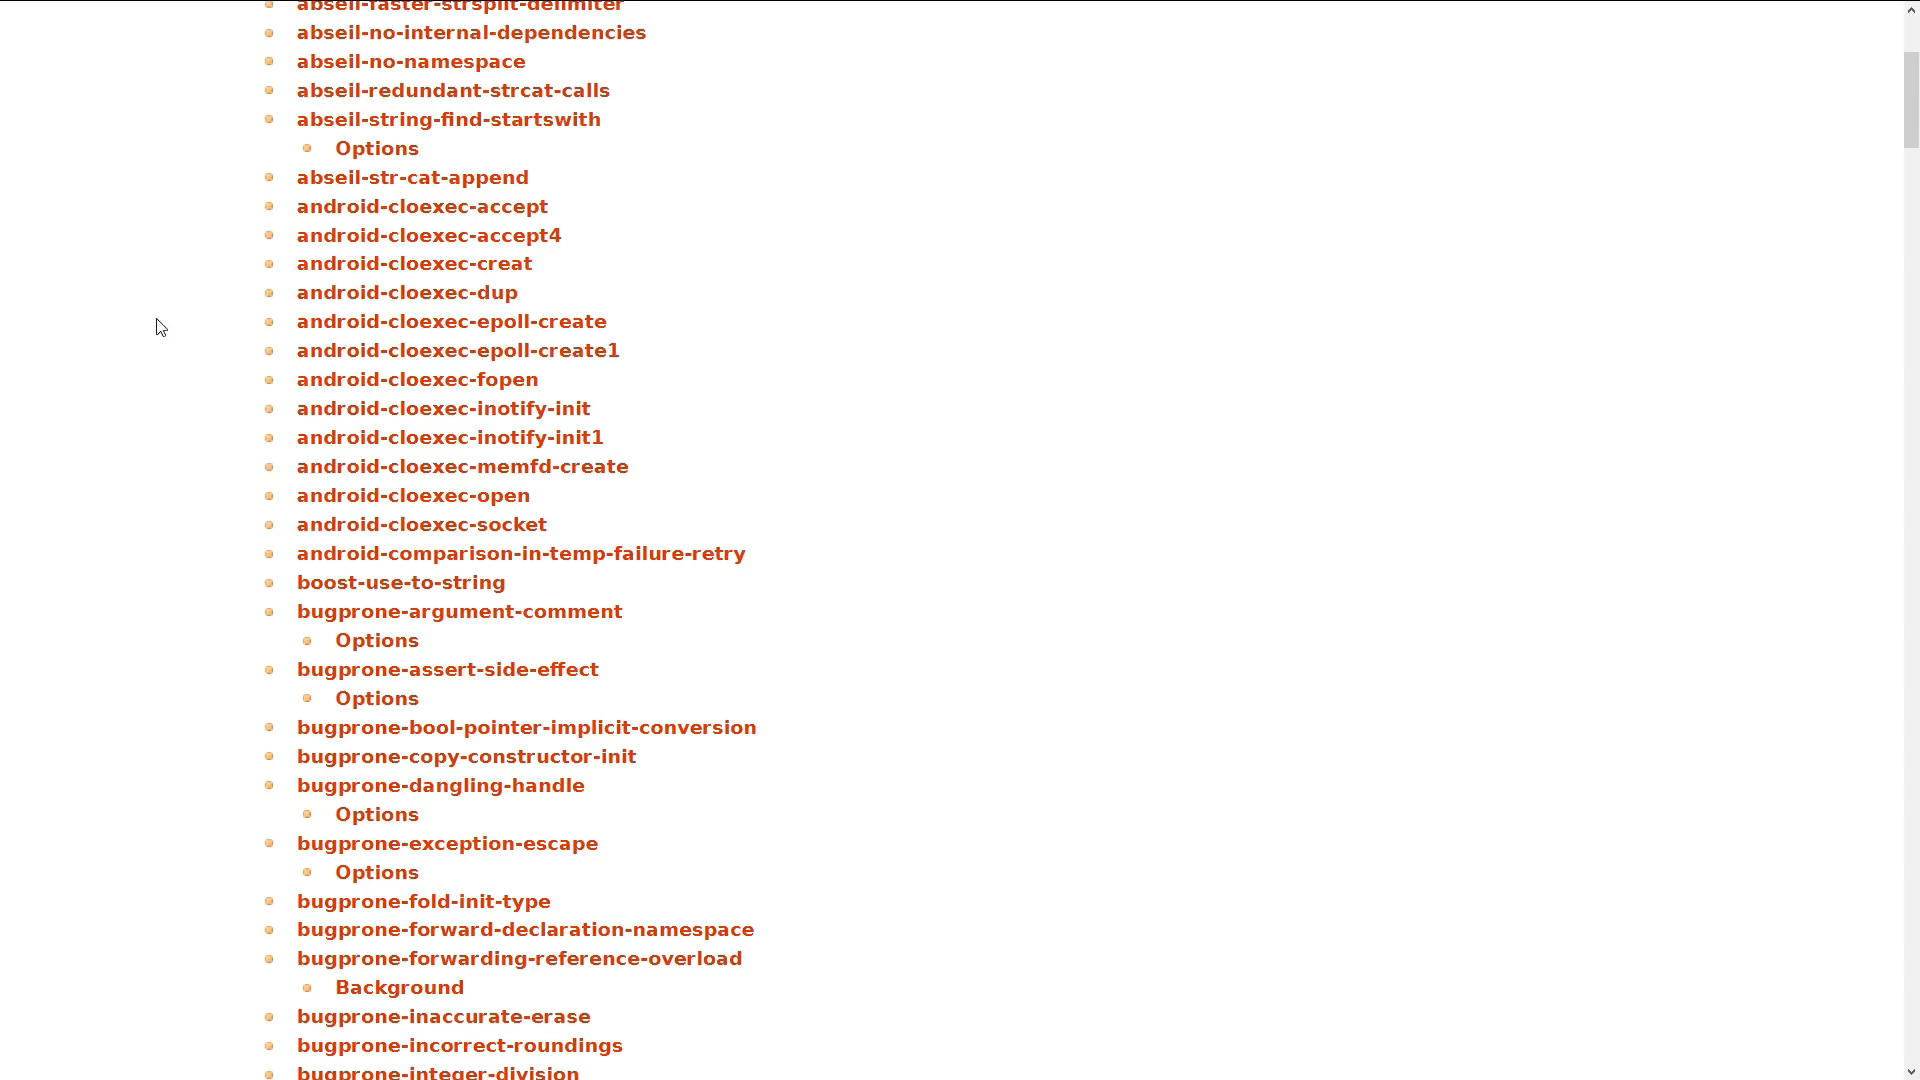 abseil-faster-strsplit-delimiter
abseil-no-internal-dependencies
abseil-no-namespace
abseil-redundant-strcat-calls
abseil-string-find-startswith
Options
abseil-str-cat-append
android-cloexec-accept
android-cloexec-accept4
android-cloexec-creat
android-cloexec-dup
android-cloexec-epoll-create
android-cloexec-epoll-create1
android-cloexec-fopen
android-cloexec-inotify-init
android-cloexec-inotify-init1
android-cloexec-memfd-create
android-cloexec-open
android-cloexec-socket
android-comparison-in-temp-failure-retry
boost-use-to-string
bugprone-argument-comment
Options
bugprone-assert-side-effect
Options
bugprone-bool-pointer-implicit-conversion
bugprone-copy-constructor-init
bugprone-dangling-handle
Options
bugprone-exception-escape
Options
bugprone-fold-init-type
bugprone-forward-declaration-namespace
bugprone-forwarding-reference-overload
Background
bugprone-inaccurate-erase
bugprone-incorrect-roundings
bugprone-integer-division